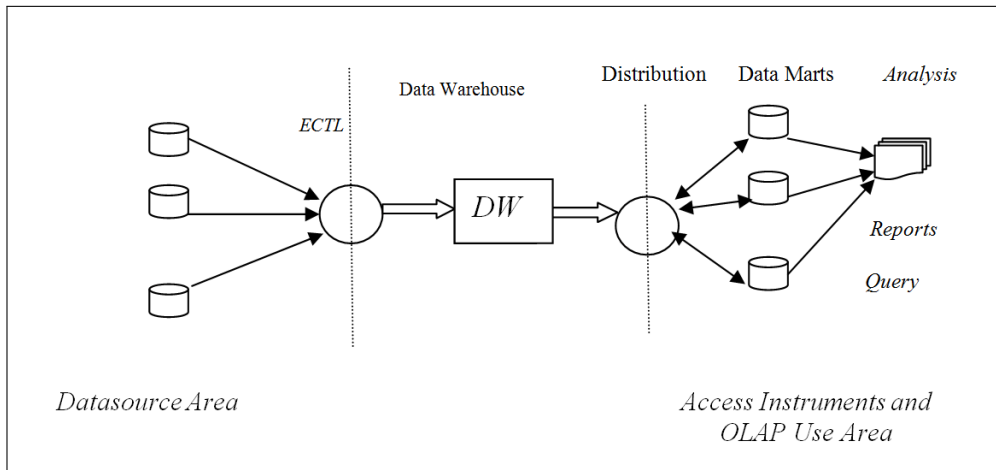 Distribution
Data Marts
Analysis
Data Warehouse
ECTL
DW
Reports
Query
Datasource Area
Access Instruments and
OLAP Use Area